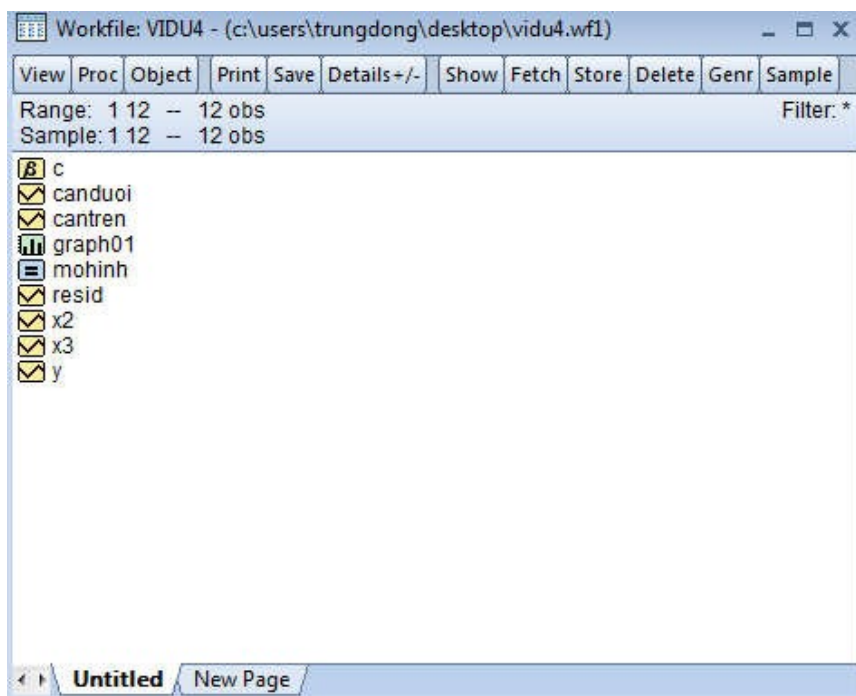 Workfile: VIDU4 - (c:\users\trungdong\desktop\vidu4.wf1)
View Proc Object Print Save Details+/- Show Fetch Store Delete Genr Sample
Range: 1 12 -- 12 obs Filter: *
Sample: 1 12 -- 12 obs
β c
canduoi
cantren
graph01
= mohinh
resid
x2
x3
y
Untitled New Page